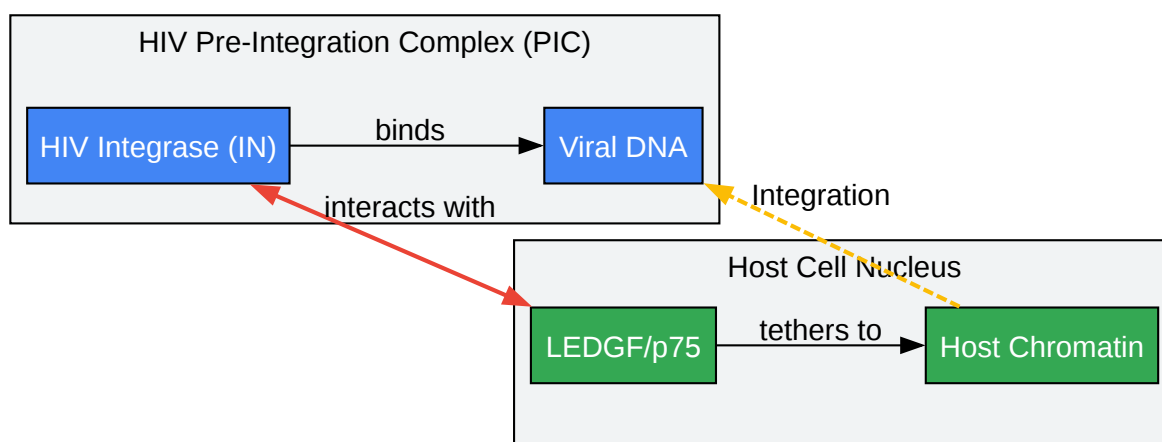 HIV Pre-Integration Complex (PIC)
HIV Integrase (IN)
binds
Viral DNA
interacts with
Integration
Host Cell Nucleus
LEDGF/p75
tethers to
Host Chromatin